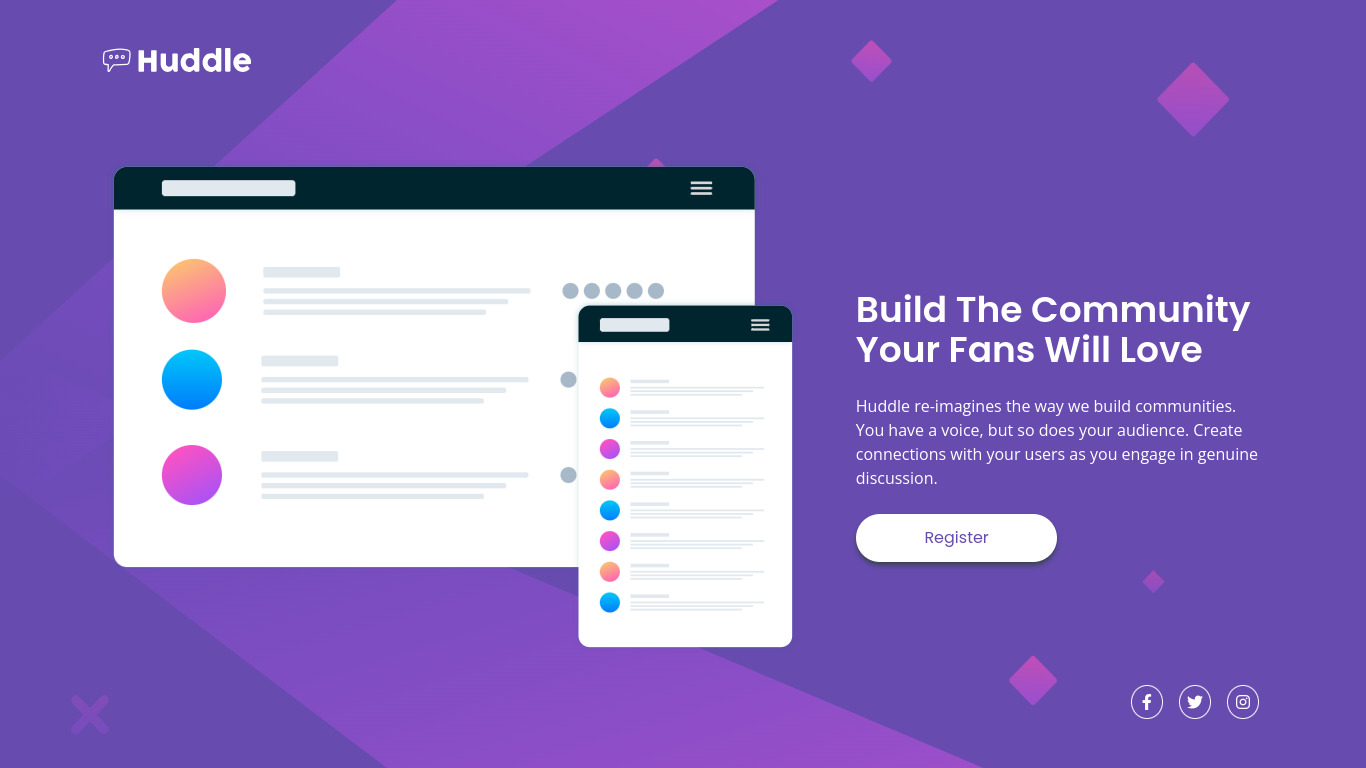 Huddle
Build The Community
Your Fans Will Love
Huddle re-imagines the way we build communities.
You have a voice, but so does your audience. Create
connections with your users as you engage in genuine
discussion.
Register